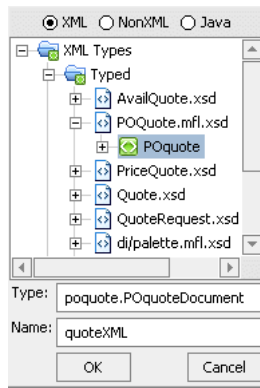 XML NonXML Java
XML Types
Typed
AvailQuote.xsd
POQuote.mfl.xsd
POquote
PriceQuote.xsd
Quote.xsd
QuoteRequest.xsd
di/palette.mfl.xsd
Type: poquote.POquoteDocument
Name: quoteXML
OK Cancel